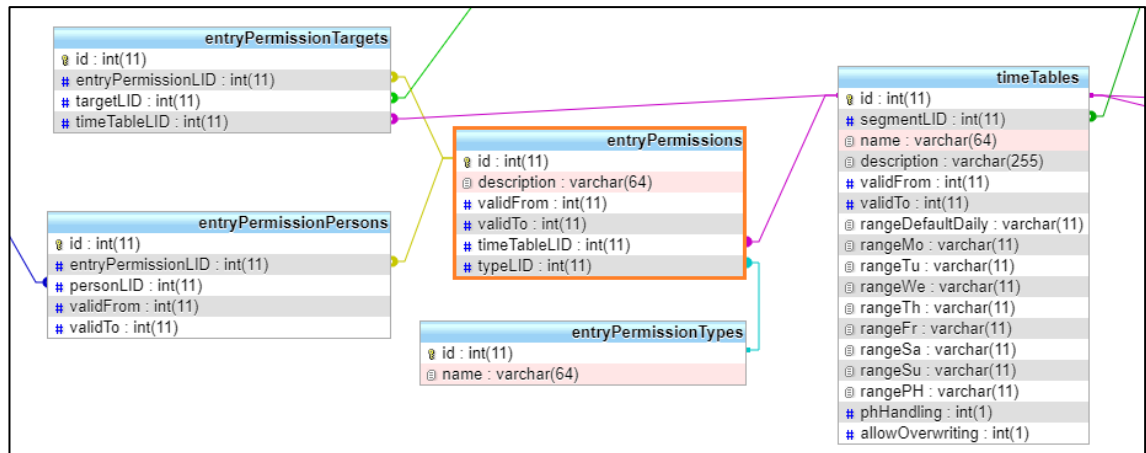 entryPermissionTargets
id : int(11)
# entryPermissionLID : int(11)
# targetLID : int(11)
# timeTableLID : int(11)
entryPermissionPersons
id : int(11)
# entryPermissionLID : int(11)
# personLID : int(11)
# validFrom : int(11)
# validTo : int(11)
entryPermissions
id : int(11)
description : varchar(64)
# validFrom : int(11)
# validTo : int(11)
# timeTableLID : int(11)
# typeLID : int(11)
entryPermissionTypes
id : int(11)
name : varchar(64)
timeTables
id : int(11)
# segmentLID : int(11)
name : varchar(64)
description : varchar(255)
# validFrom : int(11)
# validTo : int(11)
rangeDefaultDaily : varchar(11)
rangeMo : varchar(11)
rangeTu : varchar(11)
rangeWe : varchar(11)
rangeTh : varchar(11)
rangeFr : varchar(11)
rangeSa : varchar(11)
rangeSu : varchar(11)
rangePH : varchar(11)
# phHandling : int(1)
# allowOverwriting : int(1)